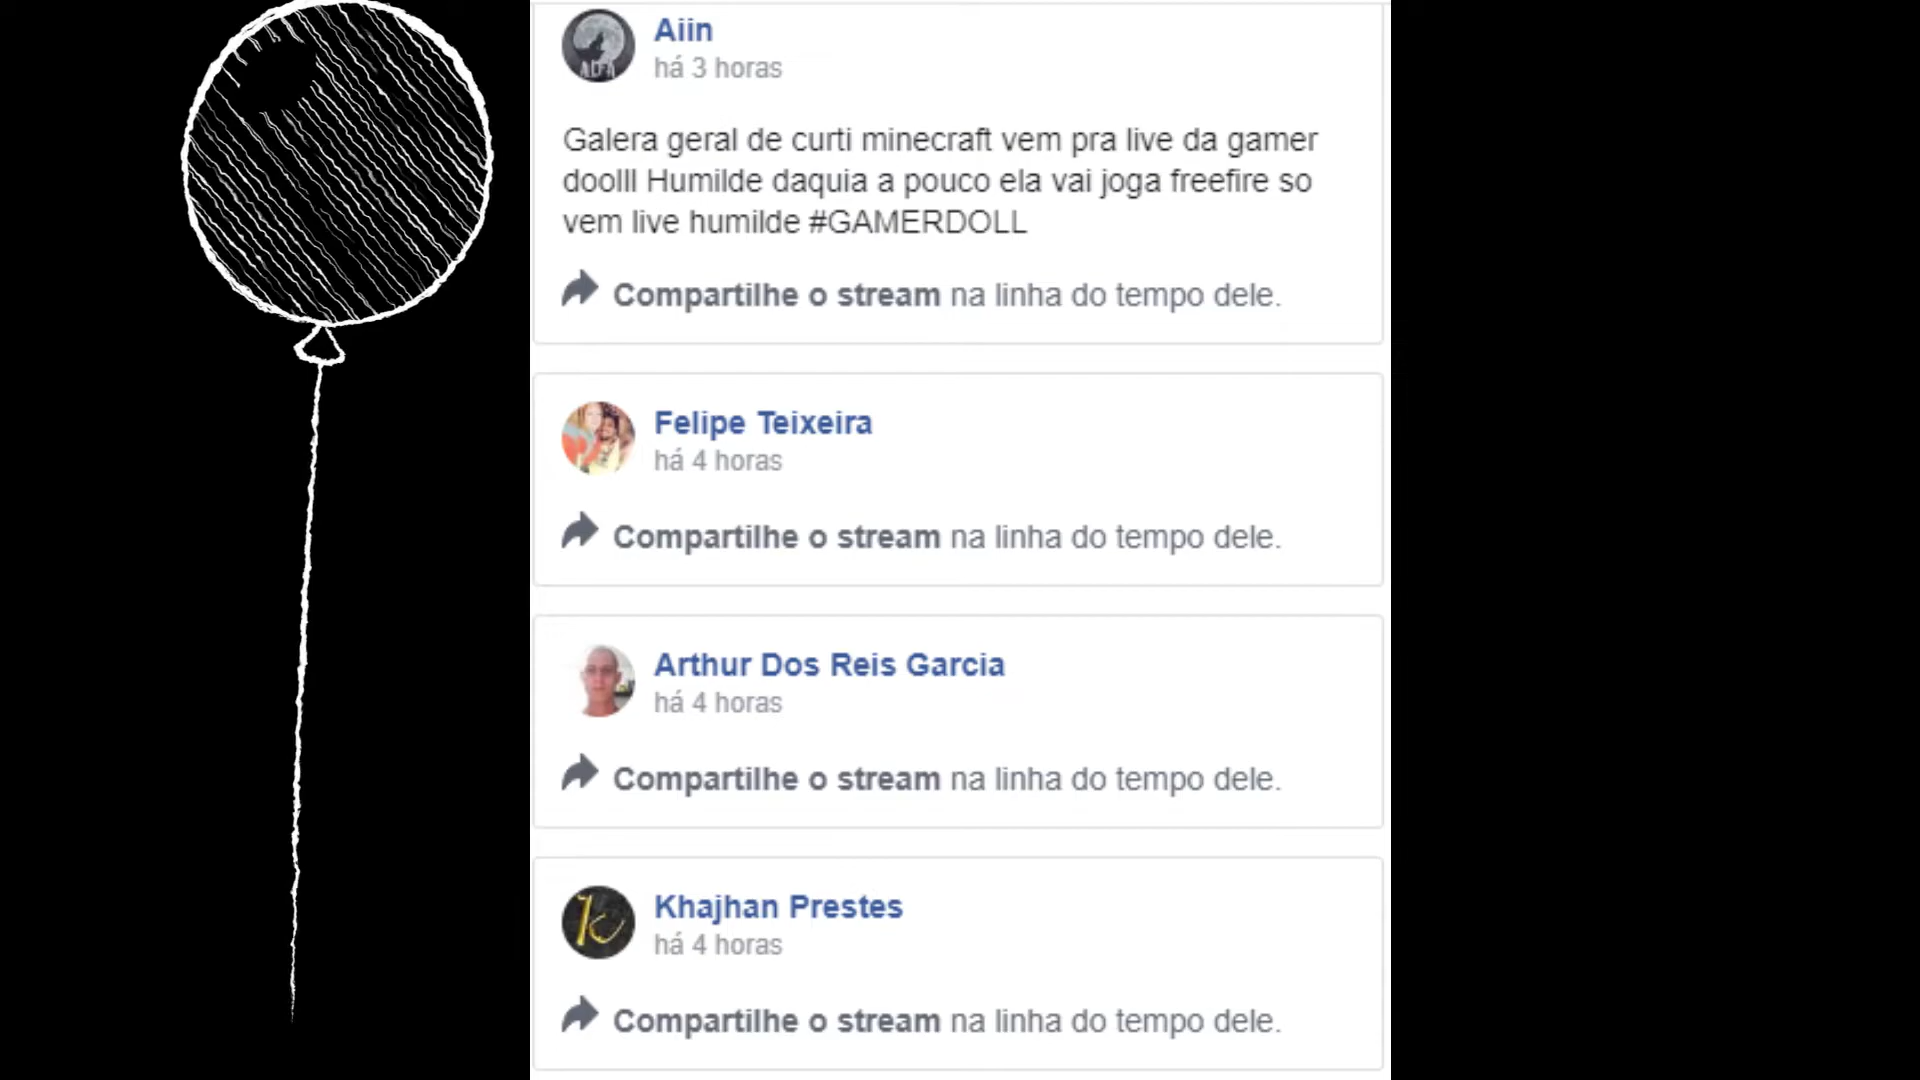 Aiin
há 3 horas
Galera geral de curti minecraft vem pra live da gamer
doolll Humilde daquia a pouco ela vai joga freefire so
vem live humilde #GAMERDOLL
Compartilhe o stream na linha do tempo dele.
Felipe Teixeira
há 4 horas
Compartilhe o stream na linha do tempo dele.
Arthur Dos Reis Garcia
há 4 horas
Compartilhe o stream na linha do tempo dele.
Khajhan Prestes
há 4 horas
Compartilhe o stream na linha do tempo dele.